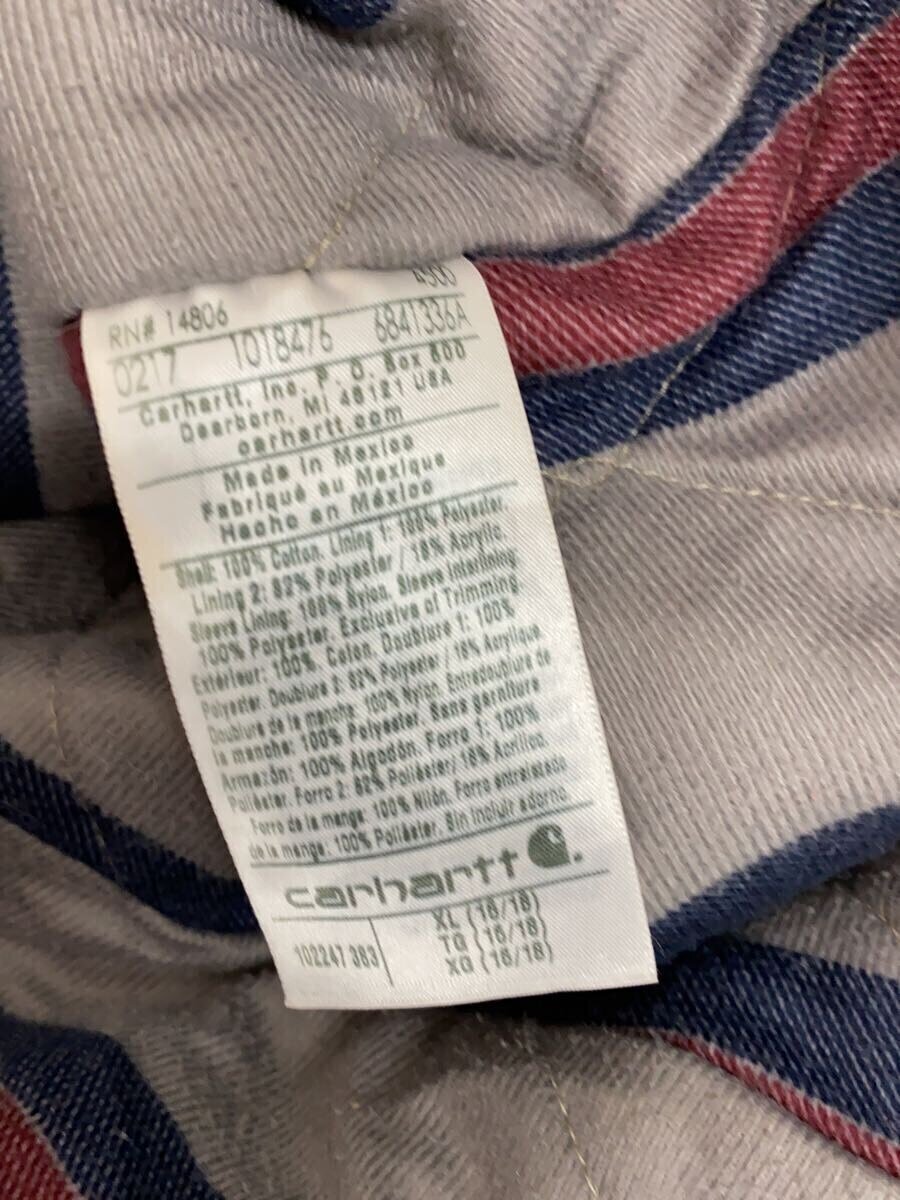 4306
RN# 14806
0217 1018476 6841336A
Carhartt, Inc. P.O. Box 600
Dearborn, MI 48121 USA
carhartt.com
Made in Mexico
Fabriqué au Mexique
Hecho en México
Shell: 100% Cotton. Lining 1: 100% Polyester.
Lining 2: 82% Polyester / 18% Acrylic.
Sleeve Lining: 100% Nylon. Sleeve Interlining:
100% Polyester. Exclusive of Trimming
Extérieur: 100%. Coton. Doublure 1: 100%
Polyester. Doublure 2: 82% Polyester / 18% Acrylique.
Doublure de la manche: 100% Nylon. Entredoublure de
la manche: 100% Polyester. Sans garniture
Armazón: 100% Algodón. Forro 1: 100%
Poliéster. Forro 2: 82% Poliéster/ 18% Acrílico.
Forro de la manga: 100% Nilón. Forro entrelazado
de la manga: 100% Poliéster. Sin incluir adorno.
carhartt
102247 383
XL (16/18)
TG (16/18)
XG (16/18)